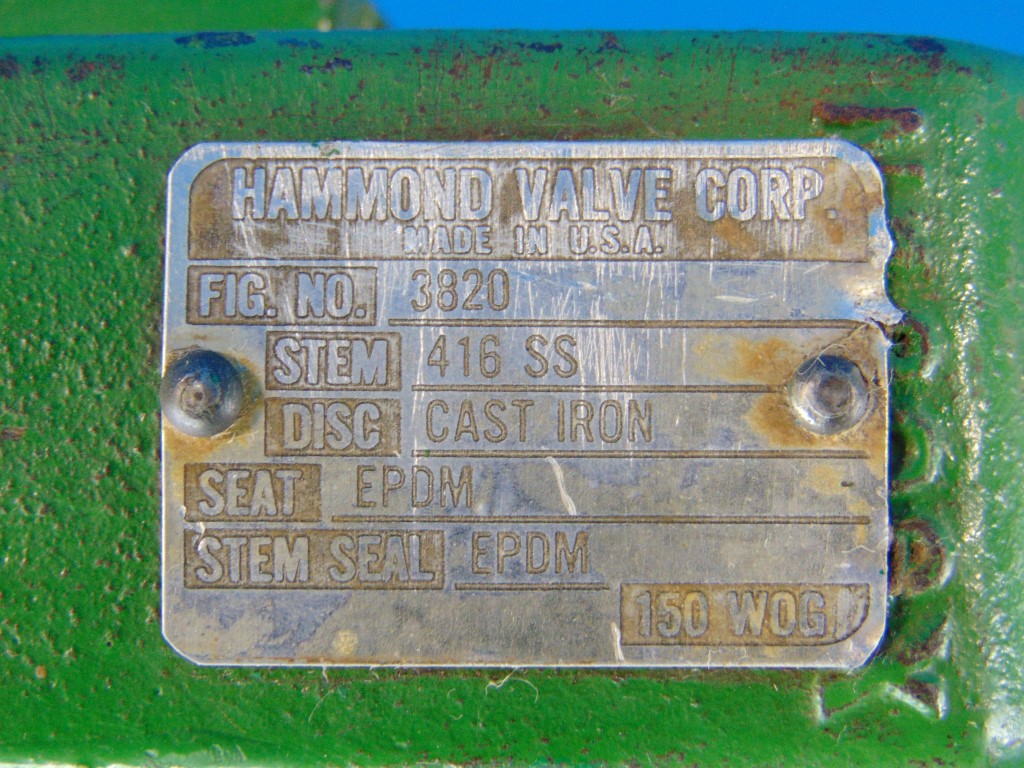 HAMMOND VALVE CORP.
MADE IN U.S.A.
FIG. NO. 3820
STEM 416 SS
DISC CAST IRON
SEAT EPDM
STEM SEAL EPDM
150 WOG